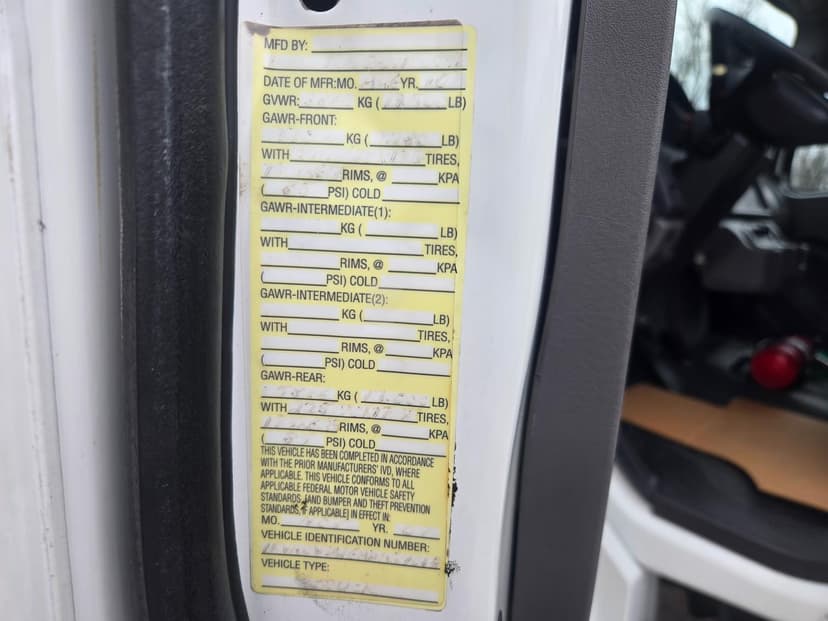 MFD BY:
DATE OF MFR:MO. YR.
GVWR: KG ( LB)
GAWR-FRONT:
KG ( LB)
WITH TIRES,
RIMS, @ KPA
( PSI) COLD
GAWR-INTERMEDIATE(1):
KG ( LB)
WITH TIRES,
RIMS, @ KPA
( PSI) COLD
GAWR-INTERMEDIATE(2):
KG ( LB)
WITH TIRES,
RIMS, @ KPA
( PSI) COLD
GAWR-REAR:
KG ( LB)
WITH TIRES,
RIMS, @ KPA
( PSI) COLD
THIS VEHICLE HAS BEEN COMPLETED IN ACCORDANCE
WITH THE PRIOR MANUFACTURERS' IVD, WHERE
APPLICABLE. THIS VEHICLE CONFORMS TO ALL
APPLICABLE FEDERAL MOTOR VEHICLE SAFETY
STANDARDS, [AND BUMPER AND THEFT PREVENTION
STANDARDS, IF APPLICABLE] IN EFFECT IN:
MO. YR.
VEHICLE IDENTIFICATION NUMBER:
VEHICLE TYPE: